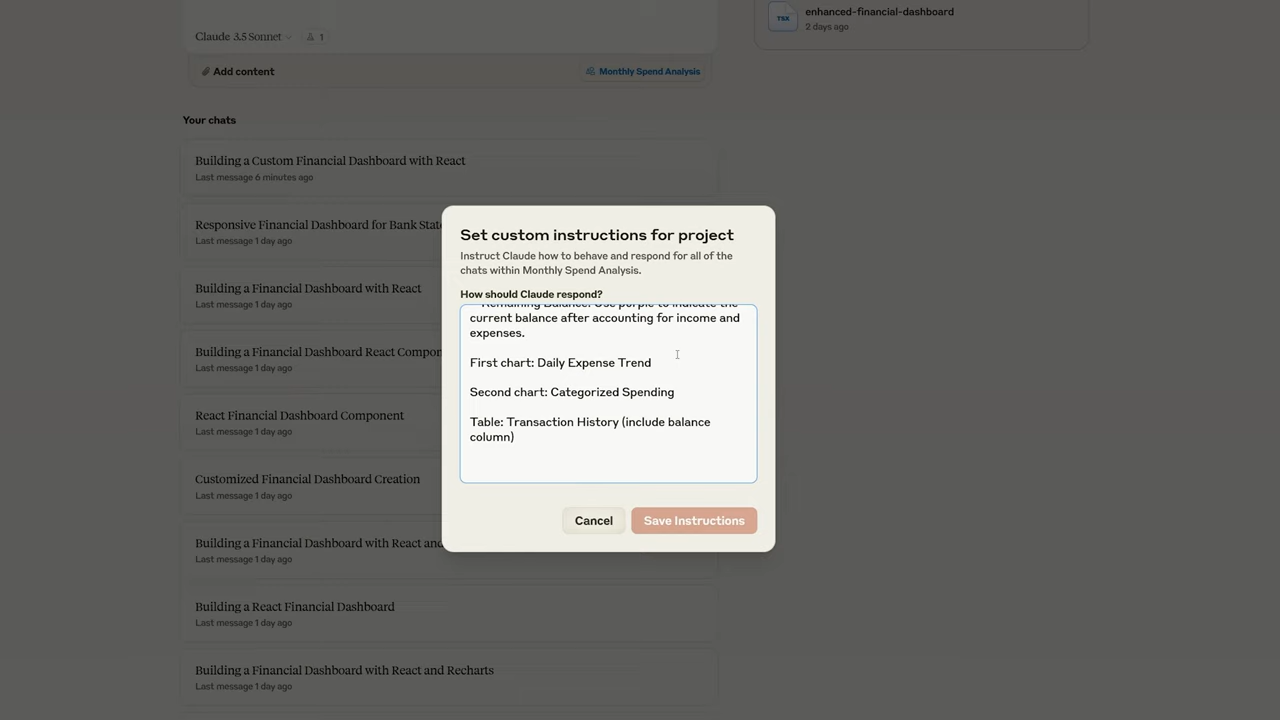 enhanced-financial-dashboard
TSX
2 days ago
Claude 3.5 Sonnet
1
Add content
Monthly Spend Analysis
Your chats
Building a Custom Financial Dashboard with React
Last message 6 minutes ago
Responsive Financial Dashboard for Bank State
Last message 1 day ago
Building a Financial Dashboard with React
Last message 1 day ago
Building a Financial Dashboard React Compon
Last message 1 day ago
React Financial Dashboard Component
Last message 1 day ago
Customized Financial Dashboard Creation
Last message 1 day ago
Building a Financial Dashboard with React and
Last message 1 day ago
Building a React Financial Dashboard
Last message 1 day ago
Building a Financial Dashboard with React and Recharts
Last message 1 day ago
Set custom instructions for project
Instruct Claude how to behave and respond for all of the
chats within Monthly Spend Analysis.
How should Claude respond?
Remaining Balance: Use purple to indicate the
current balance after accounting for income and
expenses.
First chart: Daily Expense Trend
Second chart: Categorized Spending
Table: Transaction History (include balance
column)
Cancel
Save Instructions